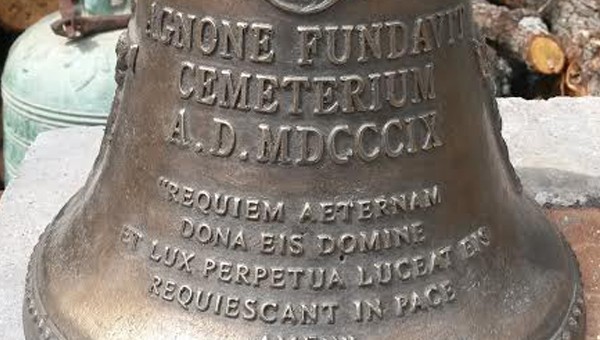 AGNONE FUNDAVIT
CEMETERIUM
A.D.MDCCCIX
"REQUIEM AETERNAM
DONA EIS DOMINE
ET LUX PERPETUA LUCEAT EIS
REQUIESCANT IN PACE